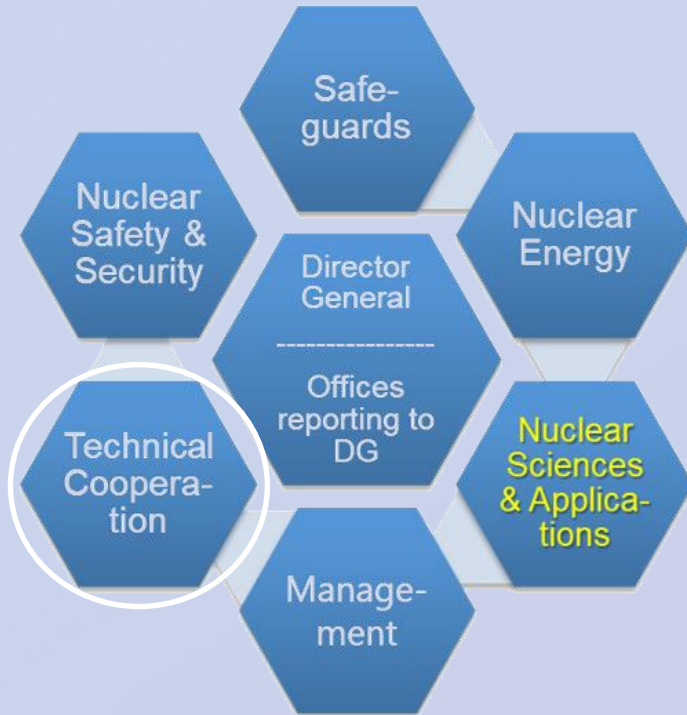 Safe-
guards
Nuclear
Safety &
Security
Nuclear
Energy
Director
General
----------------
Offices
reporting to
DG
Technical
Coopera-
tion
Nuclear
Sciences
& Applica-
tions
Manage-
ment